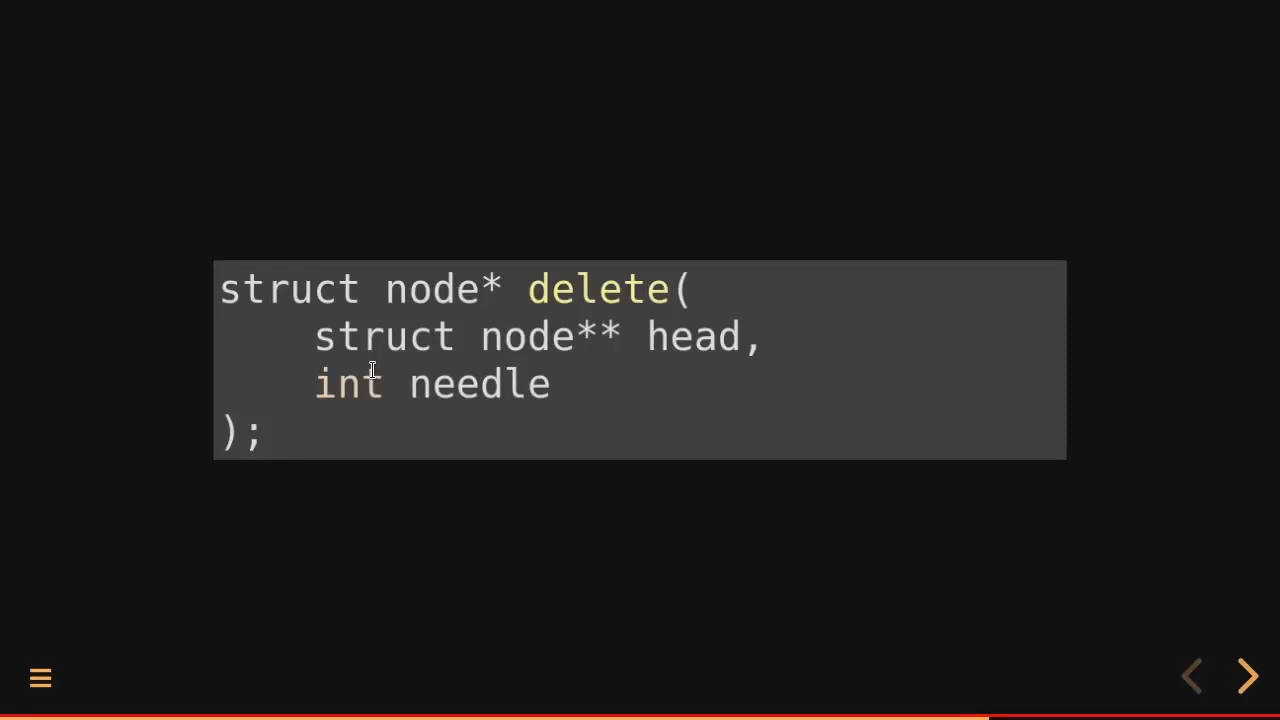 struct node* delete(
    struct node** head,
    int needle
);